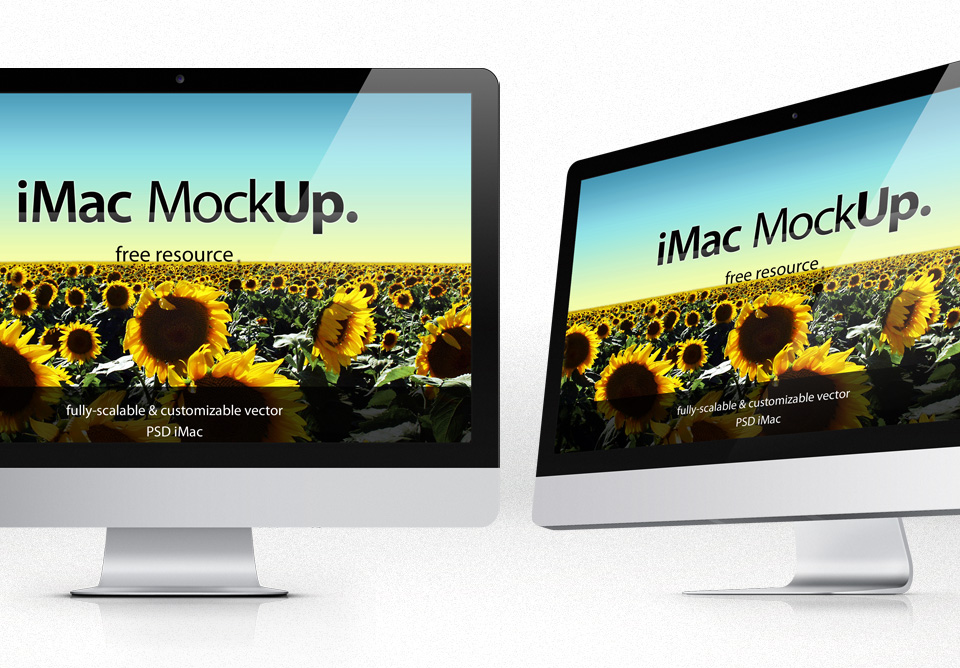 iMac MockUp.
free resource
fully-scalable & customizable vector
PSD iMac
iMac MockUp.
free resource
fully-scalable & customizable vector
PSD iMac